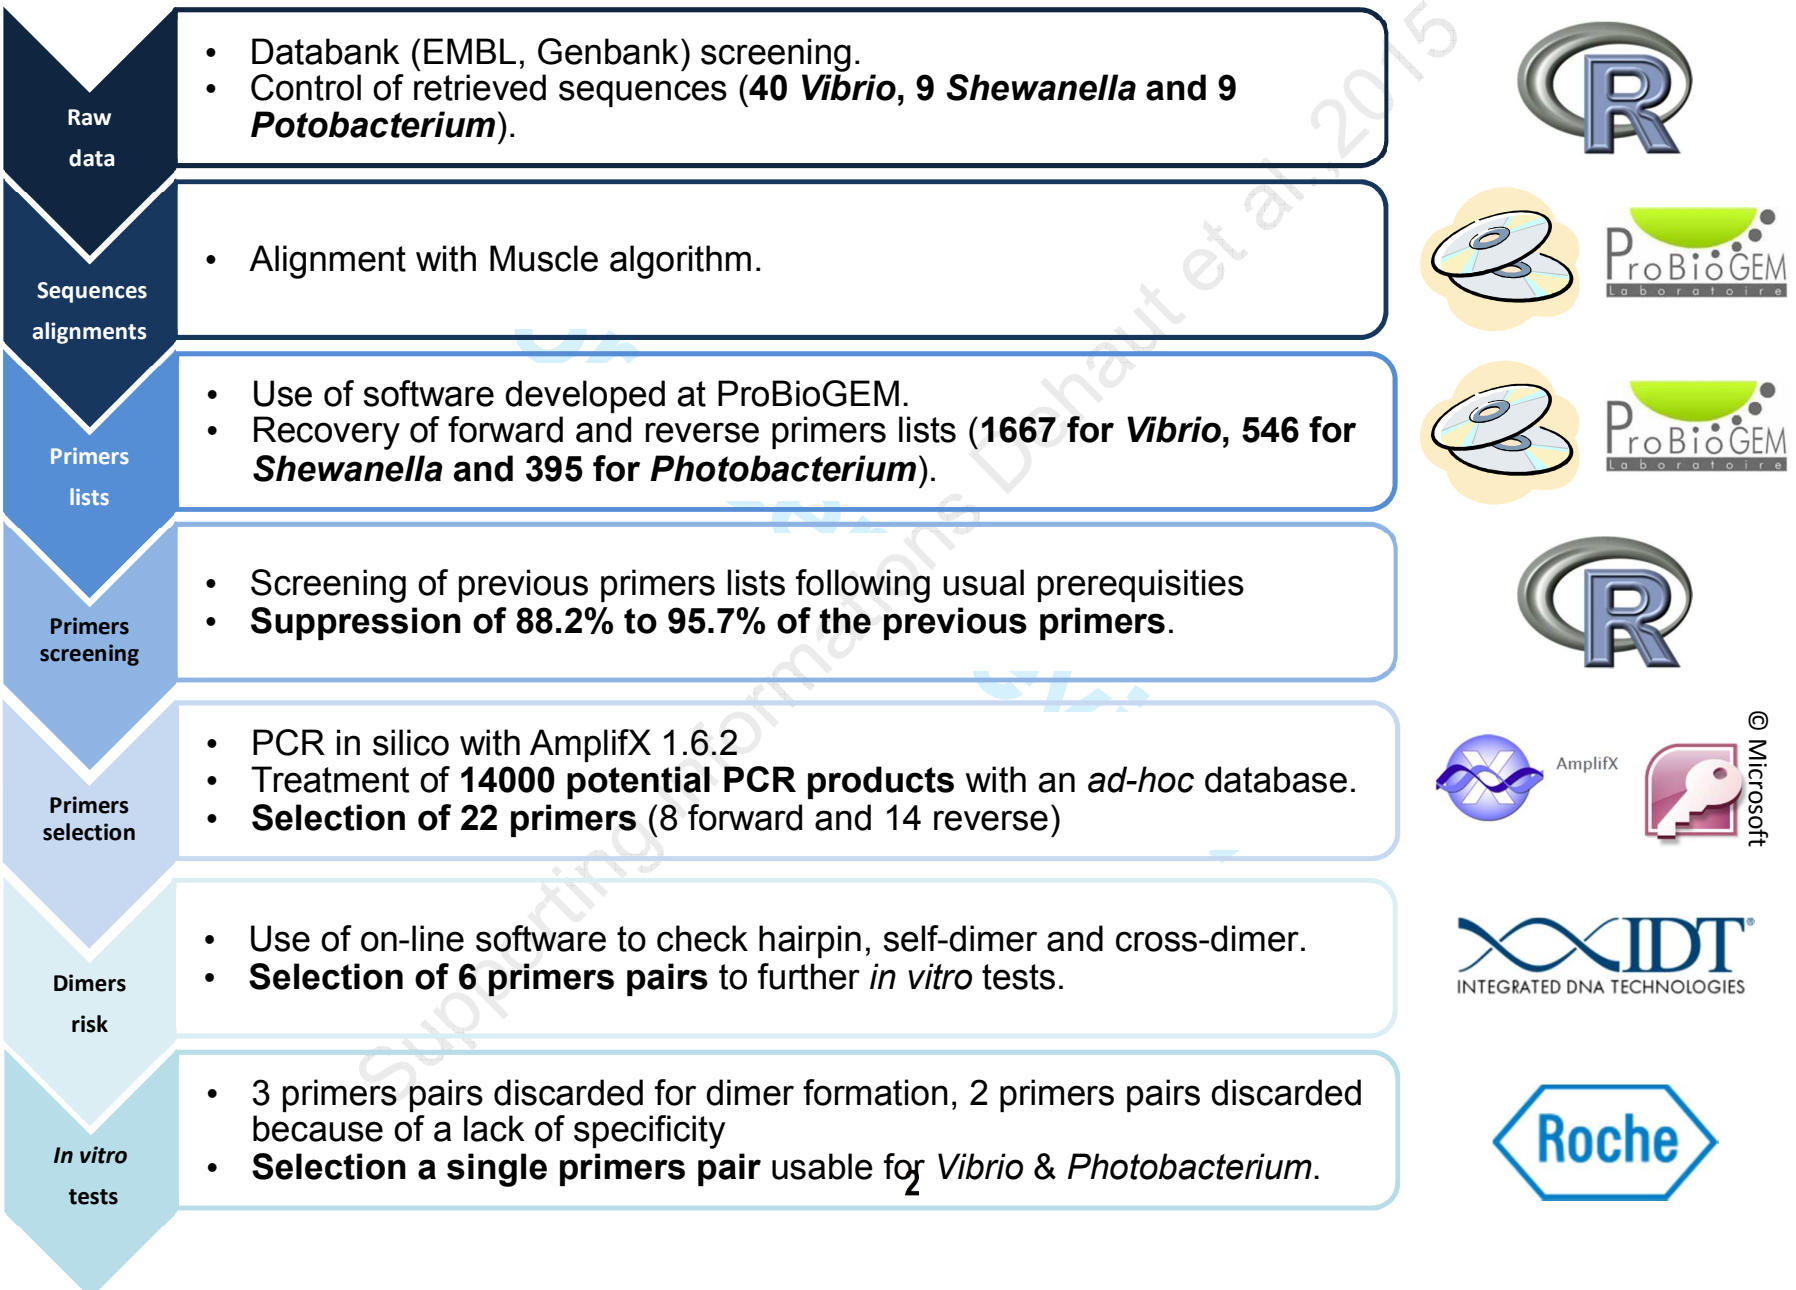 Raw
data
• Databank (EMBL, Genbank) screening.
• Control of retrieved sequences (40 Vibrio, 9 Shewanella and 9
Potobacterium).
R
Sequences
alignments
• Alignment with Muscle algorithm.
ProBioGEM
Laboratoire
Primers
lists
• Use of software developed at ProBioGEM.
• Recovery of forward and reverse primers lists (1667 for Vibrio, 546 for
Shewanella and 395 for Photobacterium).
ProBioGEM
Laboratoire
Primers
screening
• Screening of previous primers lists following usual prerequisities
• Suppression of 88.2% to 95.7% of the previous primers.
R
Primers
selection
• PCR in silico with AmplifX 1.6.2
• Treatment of 14000 potential PCR products with an ad-hoc database.
• Selection of 22 primers (8 forward and 14 reverse)
X
AmplifX
© Microsoft
Dimers
risk
• Use of on-line software to check hairpin, self-dimer and cross-dimer.
• Selection of 6 primers pairs to further in vitro tests.
IDT®
INTEGRATED DNA TECHNOLOGIES
In vitro
tests
• 3 primers pairs discarded for dimer formation, 2 primers pairs discarded
because of a lack of specificity
• Selection a single primers pair usable for Vibrio & Photobacterium.
2
Roche
Supporting Informations Dehaut et al., 2015